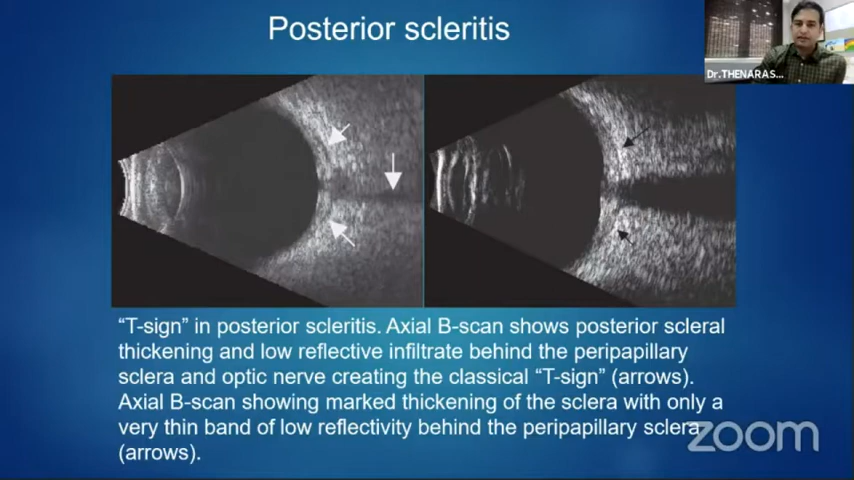 Posterior scleritis
Dr.THENARAS...
“T-sign” in posterior scleritis. Axial B-scan shows posterior scleral
thickening and low reflective infiltrate behind the peripapillary
sclera and optic nerve creating the classical “T-sign” (arrows).
Axial B-scan showing marked thickening of the sclera with only a
very thin band of low reflectivity behind the peripapillary sclera
(arrows).
zoom